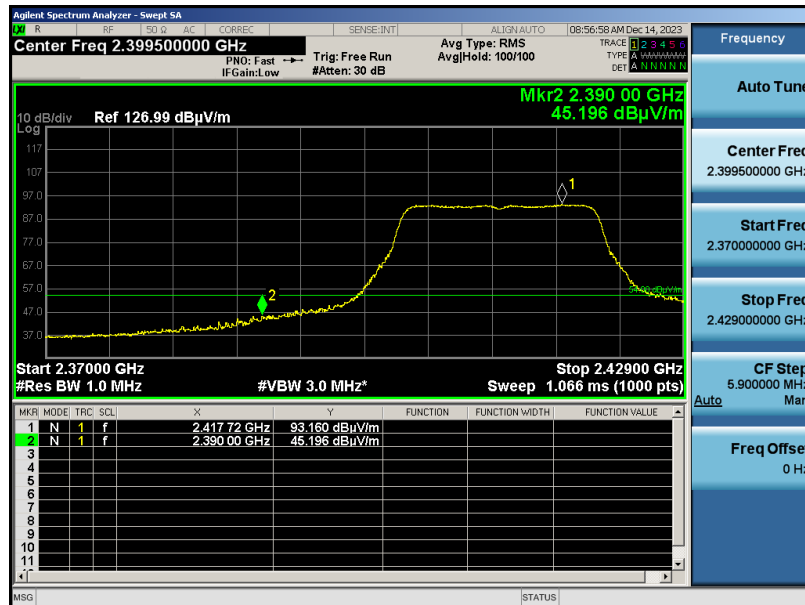 Agilent Spectrum Analyzer - Swept SA
LXI R RF 50 Ω AC CORREC SENSE:INT ALIGN AUTO 08:56:58 AM Dec 14, 2023
Center Freq 2.399500000 GHz
PNO: Fast
IFGain:Low
Trig: Free Run
#Atten: 30 dB
Avg Type: RMS
Avg|Hold: 100/100
TRACE 1 2 3 4 5 6
TYPE A WWWWW
DET A N N N N N
Frequency
Auto Tune
Center Freq
2.399500000 GHz
Start Freq
2.370000000 GHz
Stop Freq
2.429000000 GHz
CF Step
5.900000 MHz
Auto Man
Freq Offset
0 Hz
Mkr2 2.390 00 GHz
45.196 dBµV/m
10 dB/div Ref 126.99 dBµV/m
Log
117
107
97.0
87.0
77.0
67.0
57.0
47.0
37.0
1
2
54.00 dBµV/m
Start 2.37000 GHz Stop 2.42900 GHz
#Res BW 1.0 MHz #VBW 3.0 MHz* Sweep 1.066 ms (1000 pts)
MKR MODE TRC SCL X Y FUNCTION FUNCTION WIDTH FUNCTION VALUE
1 N 1 f 2.417 72 GHz 93.160 dBµV/m
2 N 1 f 2.390 00 GHz 45.196 dBµV/m
3
4
5
6
7
8
9
10
11
MSG STATUS